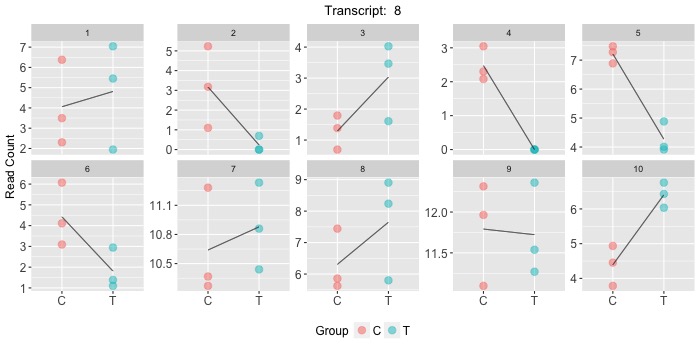 Transcript: 8
1 2 3 4 5
7 6 5 4 3 2
5 4 3 2 1 0
4 3 2 1
3 2 1 0
7 6 5 4
Read Count
6 7 8 9 10
6 5 4 3 2 1
11.1 10.8 10.5
9 8 7 6
12.0 11.5
6 5 4
C T C T C T C T C T
Group C T